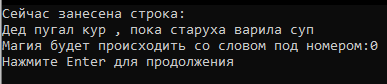 Сейчас занесена строка:
Дед пугал кур , пока старуха варила суп
Магия будет происходить со словом под номером:0
Нажмите Enter для продолжения